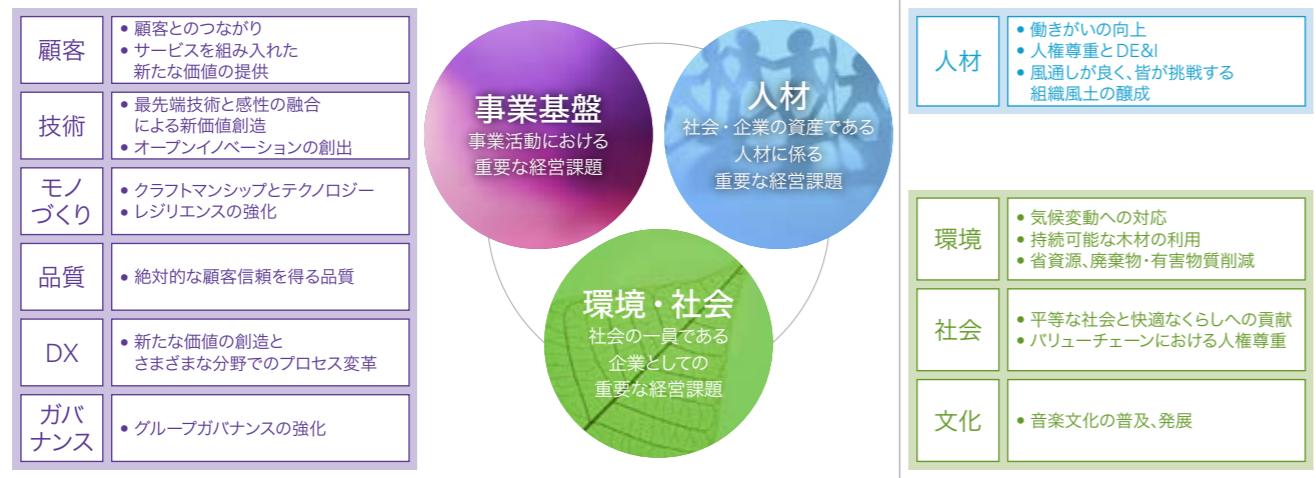 顧客
• 顧客とのつながり
• サービスを組み入れた
新たな価値の提供
技術
• 最先端技術と感性の融合
による新価値創造
• オープンイノベーションの創出
モノ
づくり
• クラフトマンシップとテクノロジー
• レジリエンスの強化
品質
• 絶対的な顧客信頼を得る品質
DX
• 新たな価値の創造と
さまざまな分野でのプロセス変革
ガバ
ナンス
• グループガバナンスの強化
事業基盤
事業活動における
重要な経営課題
人材
社会・企業の資産である
人材に係る
重要な経営課題
環境・社会
社会の一員である
企業としての
重要な経営課題
人材
• 働きがいの向上
• 人権尊重とDE&I
• 風通しが良く、皆が挑戦する
組織風土の醸成
環境
• 気候変動への対応
• 持続可能な木材の利用
• 省資源、廃棄物・有害物質削減
社会
• 平等な社会と快適なくらしへの貢献
• バリューチェーンにおける人権尊重
文化
• 音楽文化の普及、発展